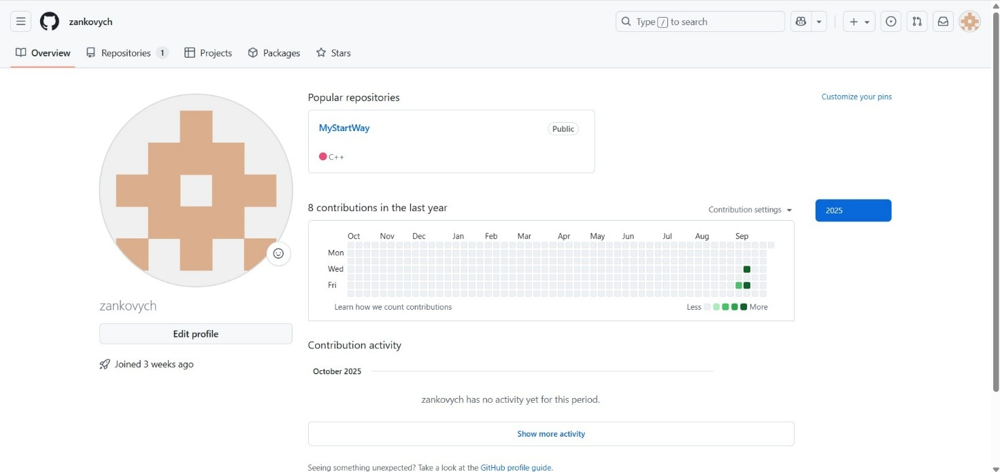 zankovych
Type / to search
Overview
Repositories 1
Projects
Packages
Stars
Popular repositories
Customize your pins
MyStartWay
Public
C++
8 contributions in the last year
Contribution settings
2025
Oct Nov Dec Jan Feb Mar Apr May Jun Jul Aug Sep
Mon
Wed
Fri
Learn how we count contributions
Less
More
zankovych
Edit profile
Joined 3 weeks ago
Contribution activity
October 2025
zankovych has no activity yet for this period.
Show more activity
Seeing something unexpected? Take a look at the GitHub profile guide.